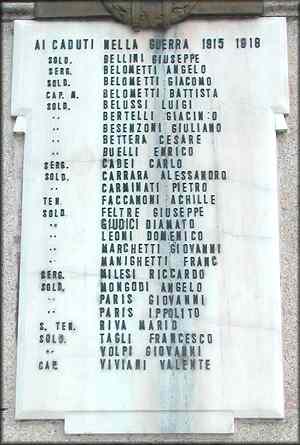 AI CADUTI NELLA GUERRA 1915 1918
SOLD. BELLINI GIUSEPPE
SERG. BELOMETTI ANGELO
SOLD. BELOMETTI GIACOMO
CAP. M. BELOMETTI BATTISTA
SOLD. BELUSSI LUIGI
" BERTELLI GIACINTO
" BESENZONI GIULIANO
" BETTERA CESARE
" BUELLI ENRICO
SERG. CADEI CARLO
SOLD. CARRARA ALESSANDRO
" CARMINATI PIETRO
TEN. FACCANONI ACHILLE
SOLD. FELTRE GIOSEPPE
" GIUDICI DIAMATO
" LEONI DOMENICO
" MARCHETTI GIOVANNI
" MANIGHETTI FRANC
SERG. MILESI RICCARDO
SOLD. MONGODI ANGELO
" PARIS GIOVANNI
" PARIS IPPOLITO
S. TEN. RIVA MARIO
SOLD. TAGLI FRANCESCO
" VOLPI GIOVANNI
CAP. VIVIANI VALENTE